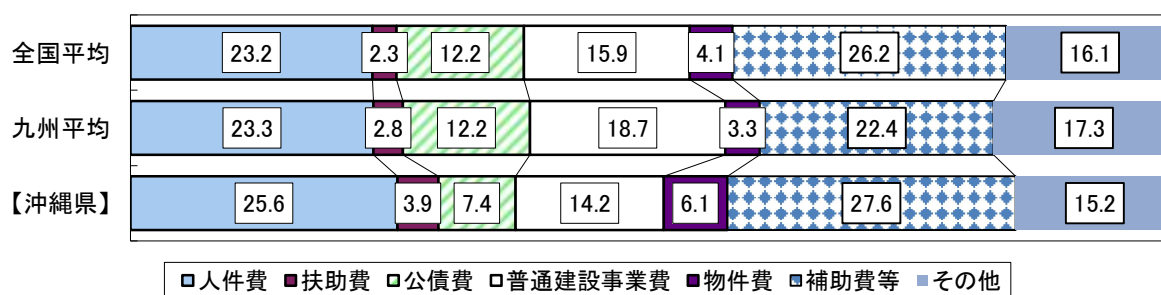 全国平均 23.2 2.3 12.2 15.9 4.1 26.2 16.1
九州平均 23.3 2.8 12.2 18.7 3.3 22.4 17.3
【沖縄県】 25.6 3.9 7.4 14.2 6.1 27.6 15.2
人件費 扶助費 公債費 普通建設事業費 物件費 補助費等 その他